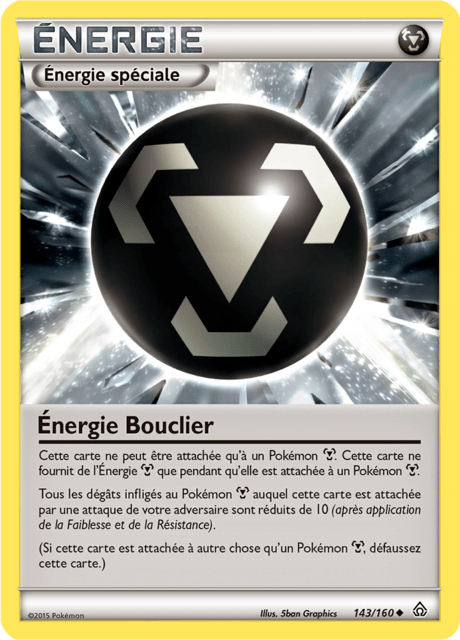 ÉNERGIE
Énergie spéciale
Énergie Bouclier
Cette carte ne peut être attachée qu'à un Pokémon . Cette carte ne
fournit de l'Énergie que pendant qu'elle est attachée à un Pokémon .
Tous les dégâts infligés au Pokémon auquel cette carte est attachée
par une attaque de votre adversaire sont réduits de 10 (après application
de la Faiblesse et de la Résistance).
(Si cette carte est attachée à autre chose qu'un Pokémon , défaussez
cette carte.)
©2015 Pokémon Illus. 5ban Graphics 143/160 ◆